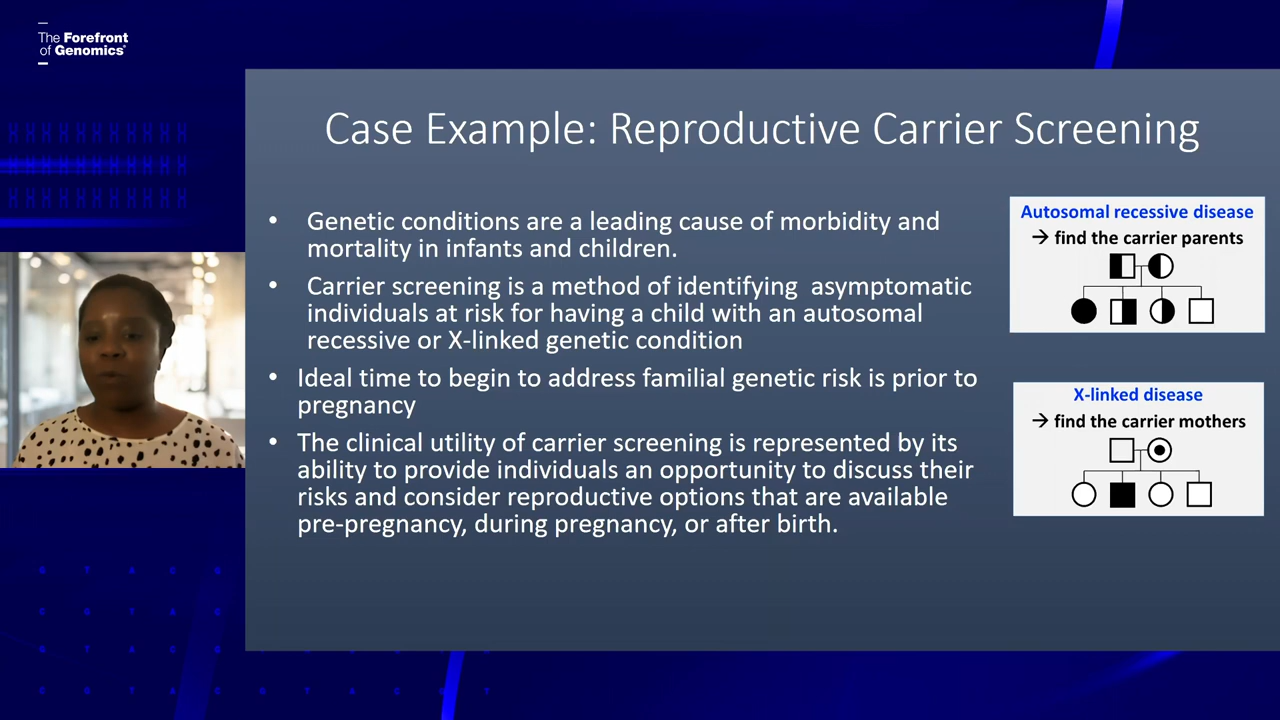 The Forefront
of Genomics®
Case Example: Reproductive Carrier Screening
• Genetic conditions are a leading cause of morbidity and
mortality in infants and children.
• Carrier screening is a method of identifying asymptomatic
individuals at risk for having a child with an autosomal
recessive or X-linked genetic condition
• Ideal time to begin to address familial genetic risk is prior to
pregnancy
• The clinical utility of carrier screening is represented by its
ability to provide individuals an opportunity to discuss their
risks and consider reproductive options that are available
pre-pregnancy, during pregnancy, or after birth.
Autosomal recessive disease
→ find the carrier parents
X-linked disease
→ find the carrier mothers